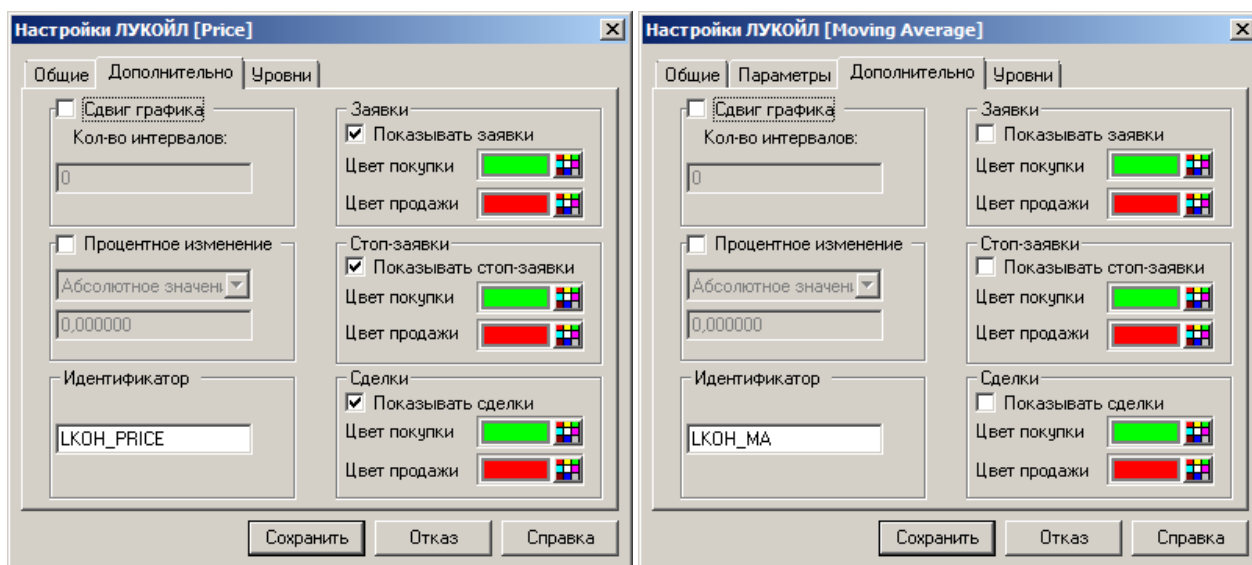 Настройки ЛУКОЙЛ [Price]
Общие Дополнительно Уровни
Сдвиг графика
Кол-во интервалов:
0
Процентное изменение
Абсолютное значени
0,000000
Идентификатор
LKOH_PRICE
Заявки
Показывать заявки
Цвет покупки
Цвет продажи
Стоп-заявки
Показывать стоп-заявки
Цвет покупки
Цвет продажи
Сделки
Показывать сделки
Цвет покупки
Цвет продажи
Сохранить Отказ Справка
Настройки ЛУКОЙЛ [Moving Average]
Общие Параметры Дополнительно Уровни
Сдвиг графика
Кол-во интервалов:
0
Процентное изменение
Абсолютное значени
0,000000
Идентификатор
LKOH_MA
Заявки
Показывать заявки
Цвет покупки
Цвет продажи
Стоп-заявки
Показывать стоп-заявки
Цвет покупки
Цвет продажи
Сделки
Показывать сделки
Цвет покупки
Цвет продажи
Сохранить Отказ Справка